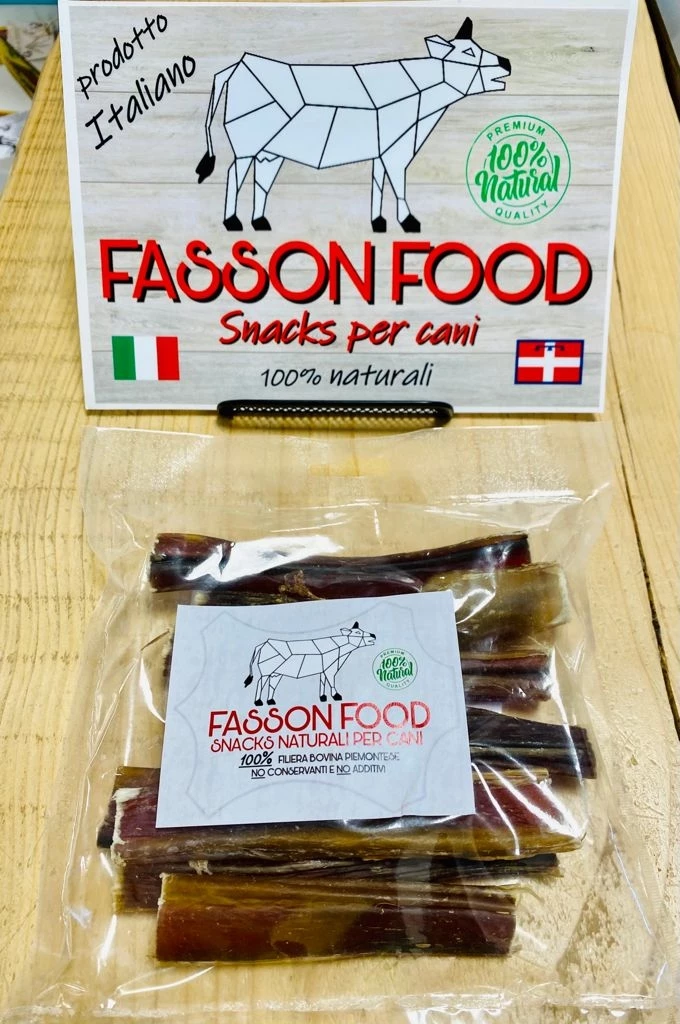 prodotto
Italiano
PREMIUM
100%
Natural
QUALITY
FASSON FOOD
Snacks per cani
100% naturali
PREMIUM
100%
Natural
QUALITY
FASSON FOOD
SNACKS NATURALI PER CANI
100% FILIERA BOVINA PIEMONTESE
NO CONSERVANTI E NO ADDITIVI